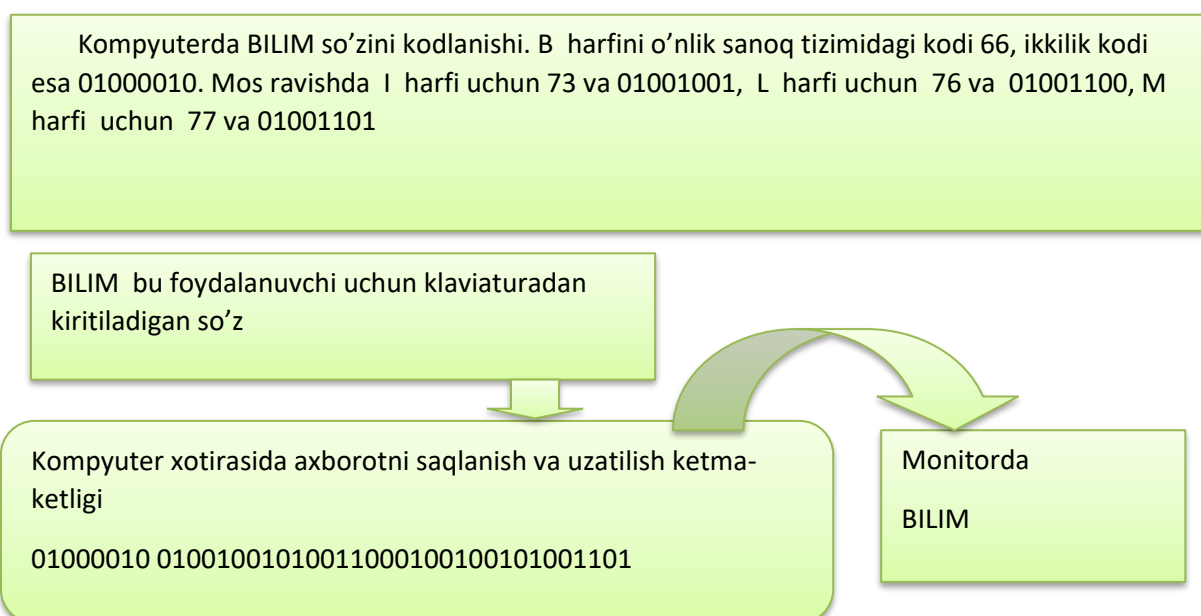 Kompyuterda BILIM so’zini kodlanishi. B harfini o’nlik sanoq tizimidagi kodi 66, ikkilik kodi
esa 01000010. Mos ravishda I harfi uchun 73 va 01001001, L harfi uchun 76 va 01001100, M
harfi uchun 77 va 01001101
BILIM bu foydalanuvchi uchun klaviaturadan
kiritiladigan so’z
Kompyuter xotirasida axborotni saqlanish va uzatilish ketma-
ketligi
01000010 01001001010011000100100101001101
Monitorda
BILIM